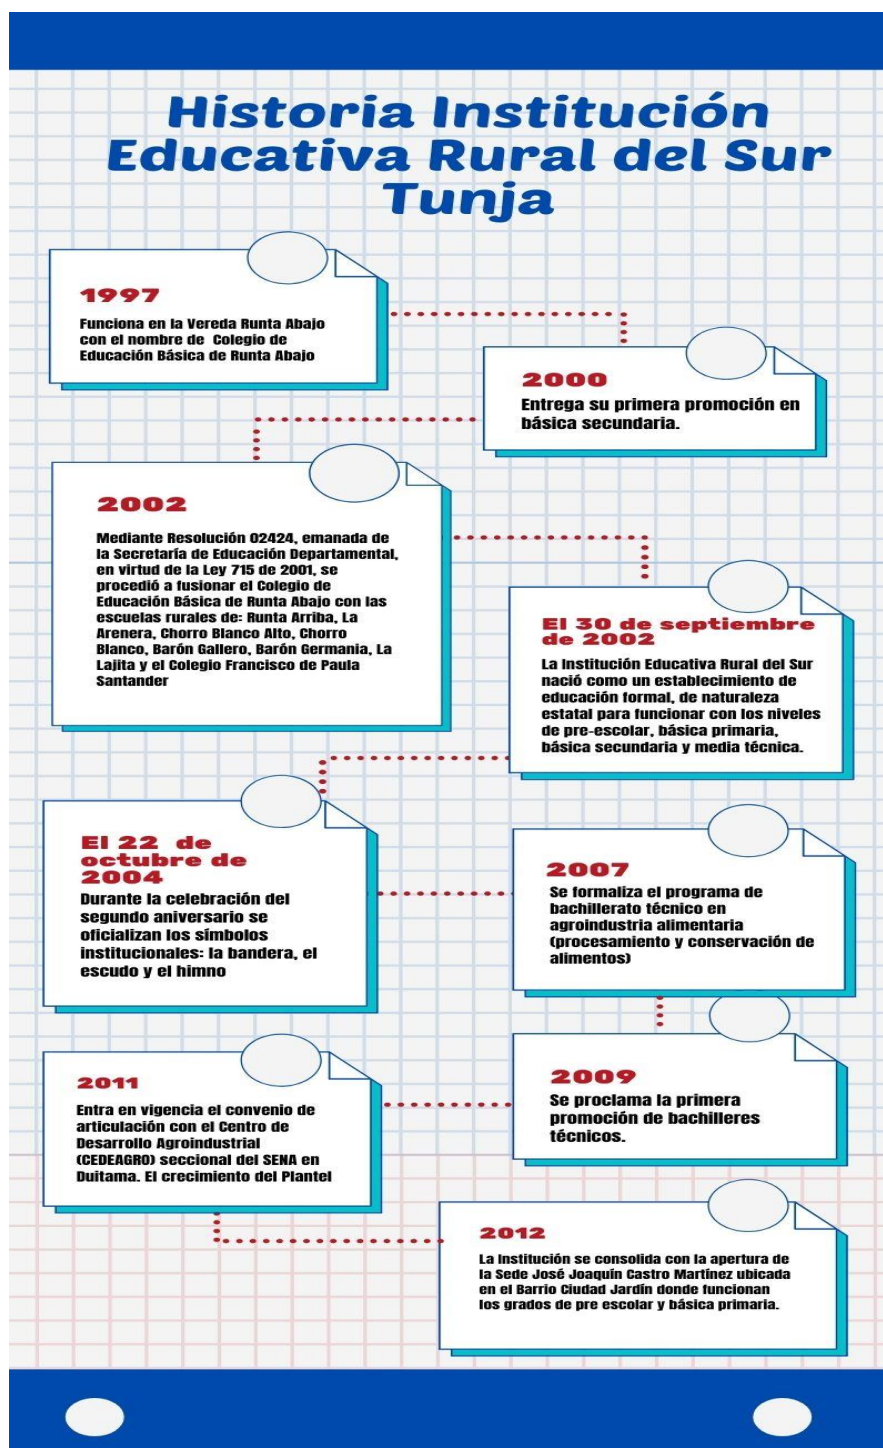 Historia Institución
Educativa Rural del Sur
Tunja
1997
Funciona en la Vereda Runta Abajo
con el nombre de Colegio de
Educación Básica de Runta Abajo
2000
Entrega su primera promoción en
básica secundaria.
2002
Mediante Resolución 02424, emanada de
la Secretaría de Educación Departamental,
en virtud de la Ley 715 de 2001, se
procedió a fusionar el Colegio de
Educación Básica de Runta Abajo con las
escuelas rurales de: Runta Arriba, La
Arenera, Chorro Blanco Alto, Chorro
Blanco, Barón Gallero, Barón Germania, La
Lajita y el Colegio Francisco de Paula
Santander
El 30 de septiembre
de 2002
La Institución Educativa Rural del Sur
nació como un establecimiento de
educación formal, de naturaleza
estatal para funcionar con los niveles
de pre-escolar, básica primaria,
básica secundaria y media técnica.
El 22 de
octubre de
2004
Durante la celebración del
segundo aniversario se
oficializan los símbolos
institucionales: la bandera, el
escudo y el himno
2007
Se formaliza el programa de
bachillerato técnico en
agroindustria alimentaria
(procesamiento y conservación de
alimentos)
2009
Se proclama la primera
promoción de bachilleres
técnicos.
2011
Entra en vigencia el convenio de
articulación con el Centro de
Desarrollo Agroindustrial
(CEDEAGRO) seccional del SENA en
Duitama. El crecimiento del Plantel
2012
La Institución se consolida con la apertura de
la Sede José Joaquín Castro Martínez ubicada
en el Barrio Ciudad Jardín donde funcionan
los grados de pre escolar y básica primaria.